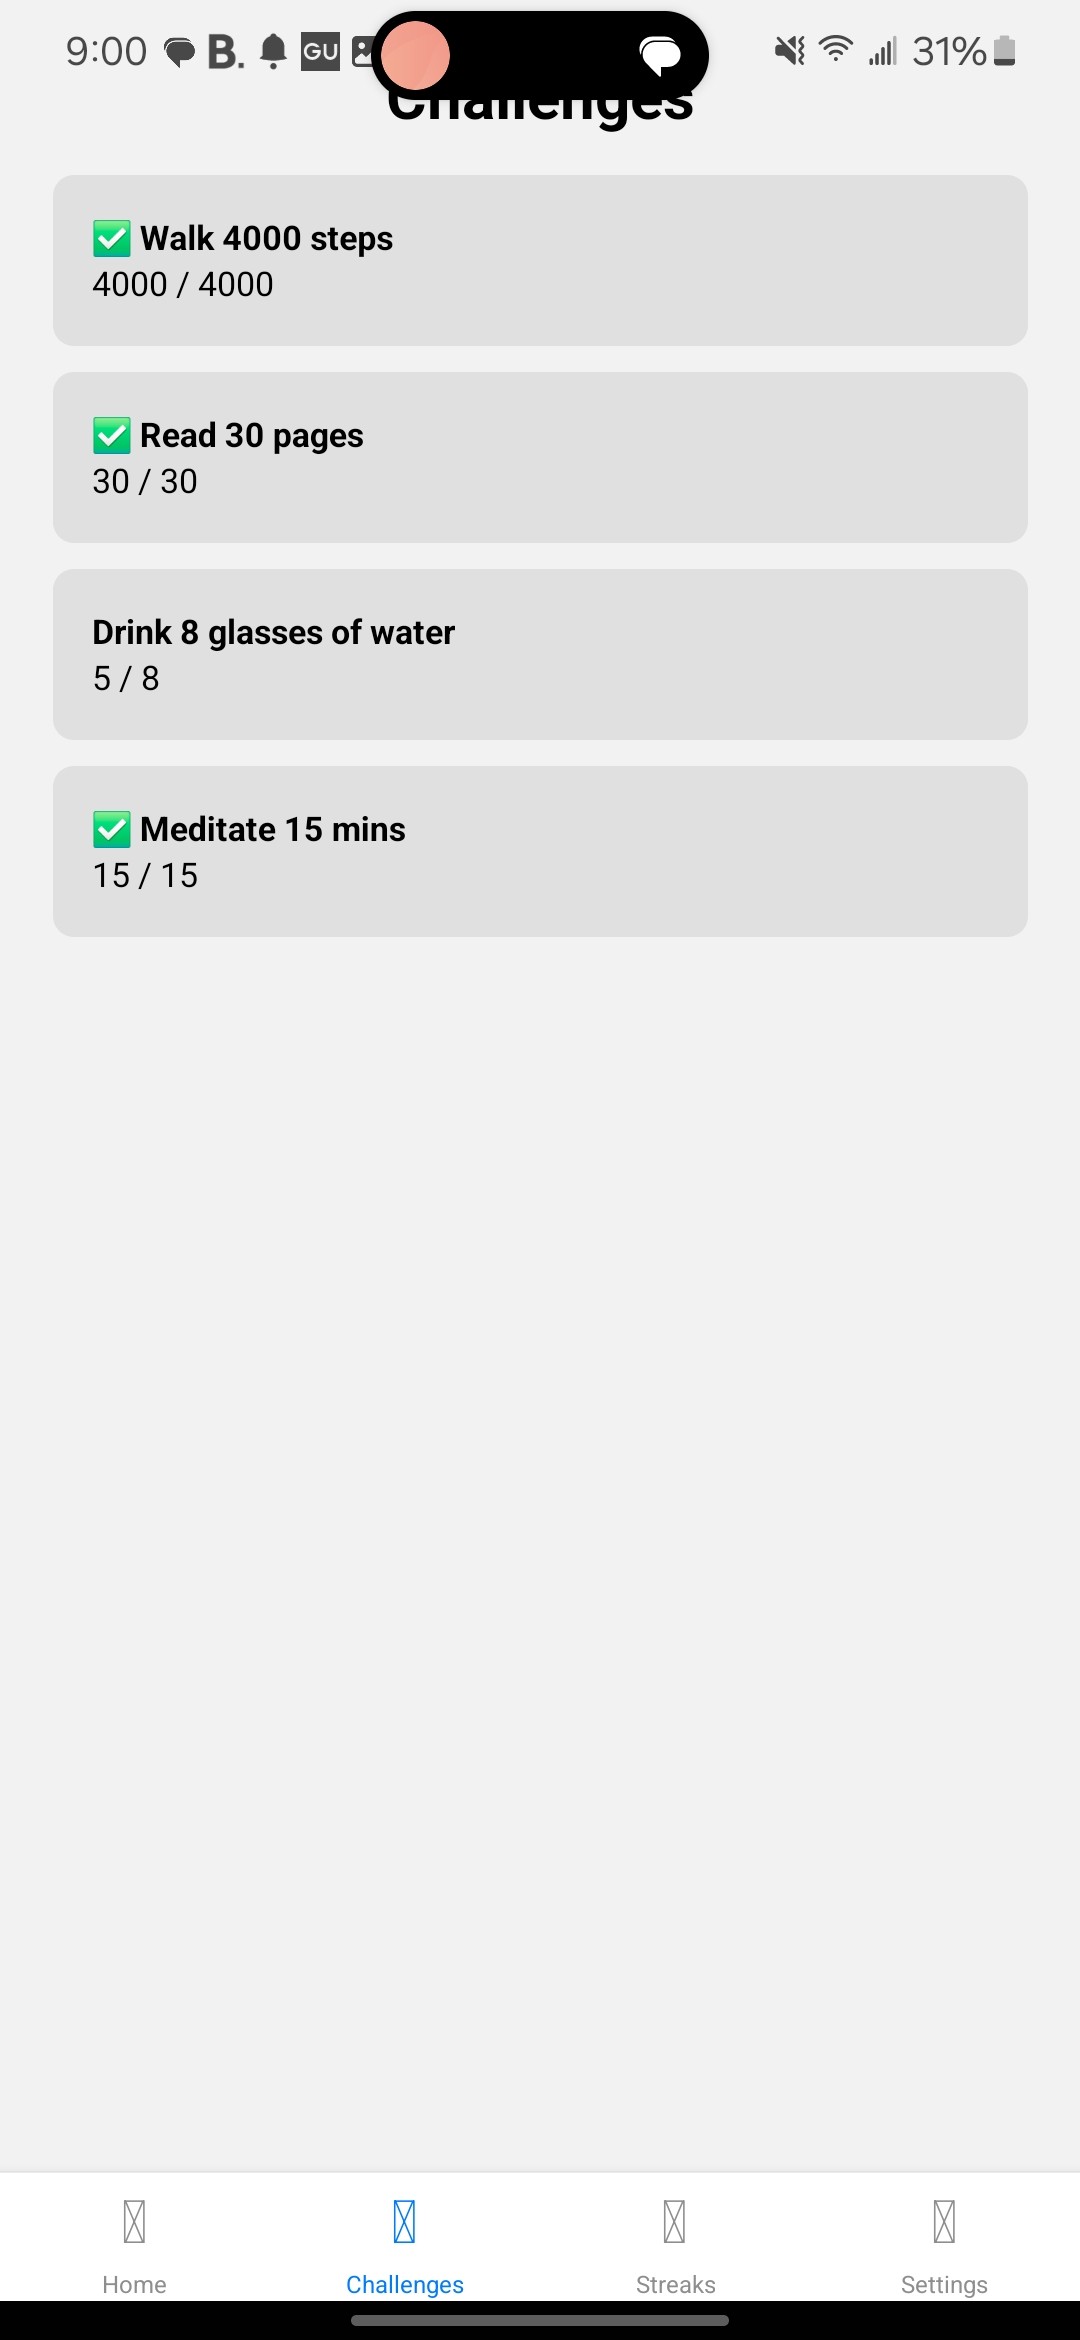 9:00 B. GU 31%
Challenges
✅ Walk 4000 steps
4000 / 4000
✅ Read 30 pages
30 / 30
Drink 8 glasses of water
5 / 8
✅ Meditate 15 mins
15 / 15
Home Challenges Streaks Settings